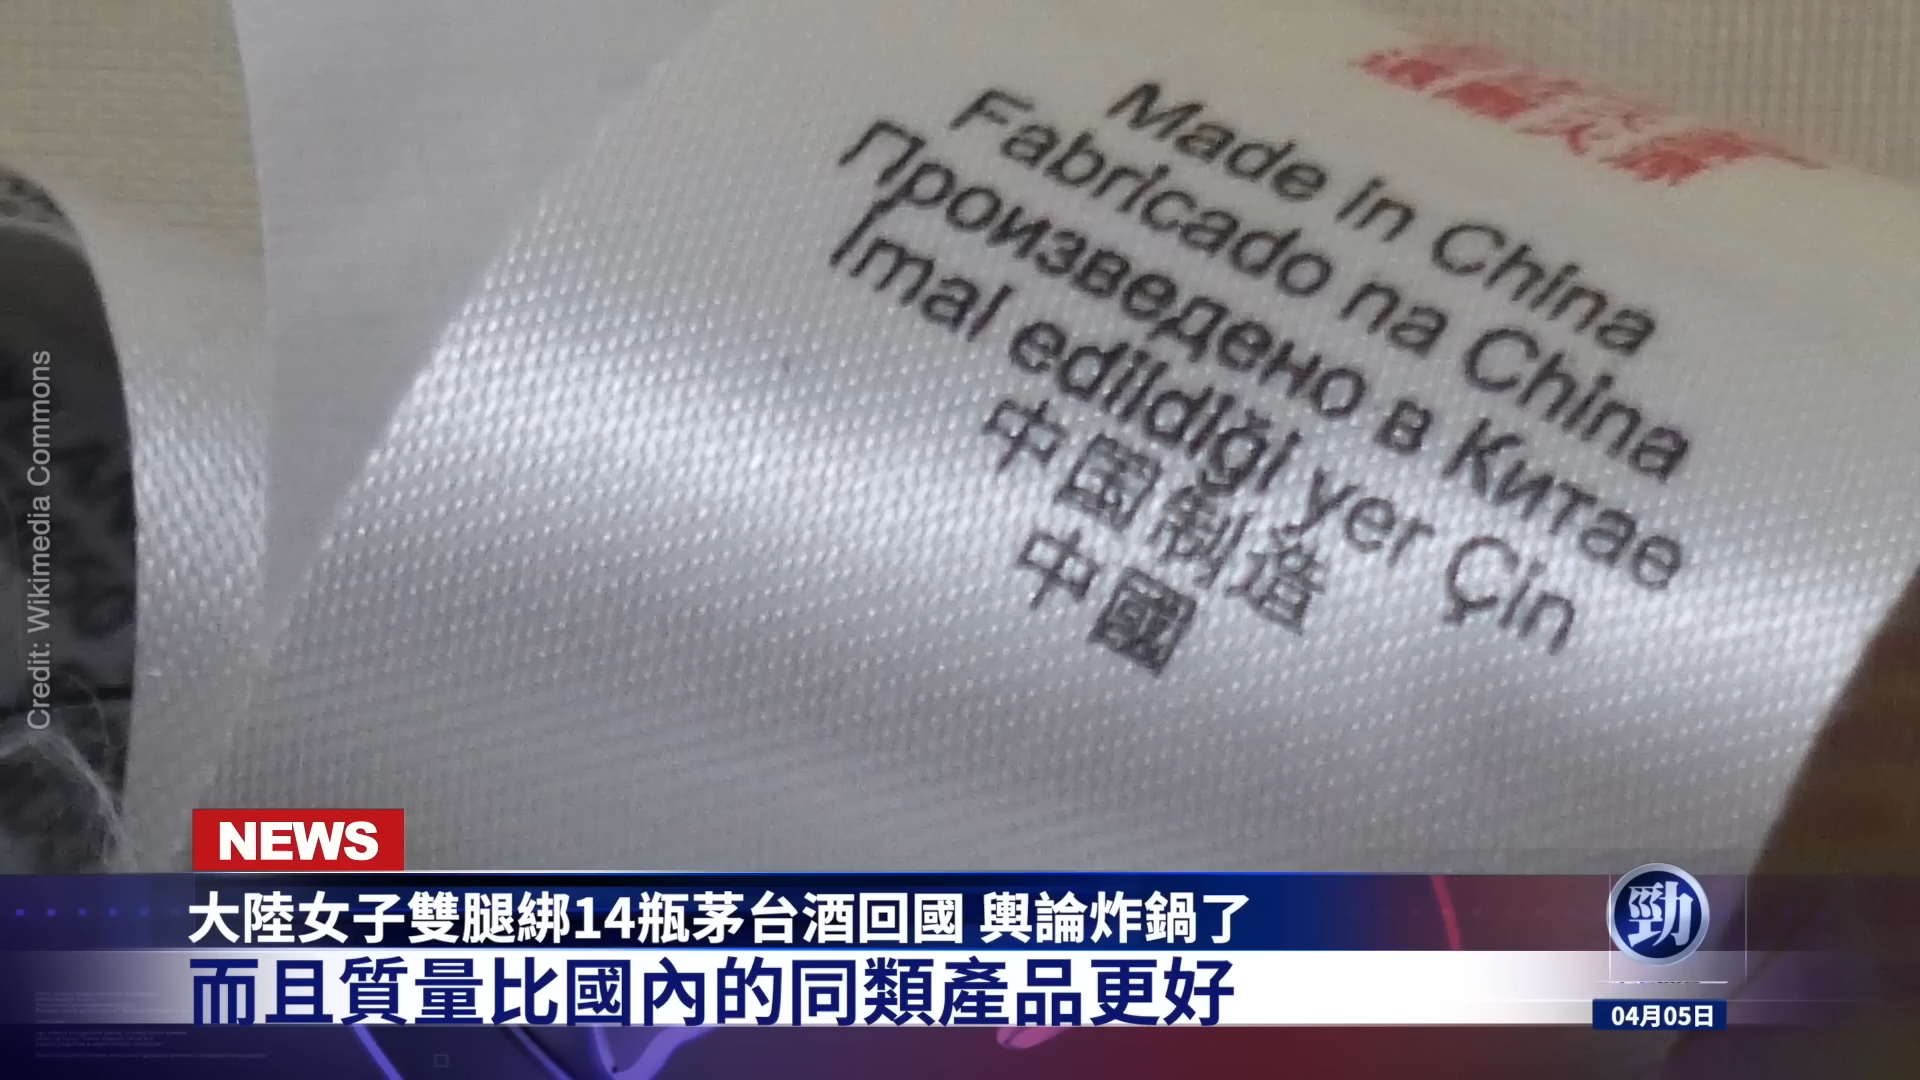 Made in China
Fabricado na China
Произведено в Китае
İmal edildiği yer Çin
中国制造
中國
Credit: Wikimedia Commons
NEWS
大陸女子雙腿綁14瓶茅台酒回國 輿論炸鍋了
而且質量比國內的同類產品更好
勁
04月05日